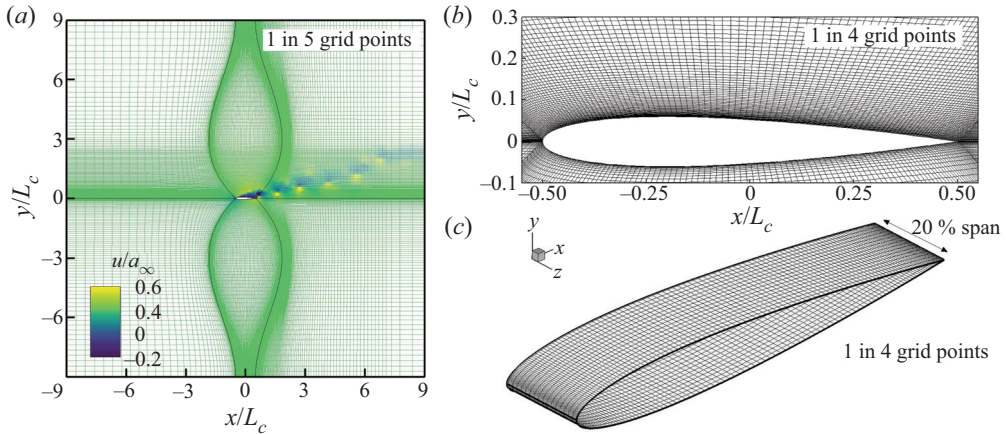 (a)
1 in 5 grid points
9
6
3
y/L_c
0
−3
−6
−9
u/a_∞
0.6
0.4
0
−0.2
−9 −6 −3 0 3 6 9
x/L_c
(b)
1 in 4 grid points
0.3
0.2
y/L_c
0.1
0
−0.1
−0.50 −0.25 0 0.25 0.50
x/L_c
(c)
y
x
z
20 % span
1 in 4 grid points